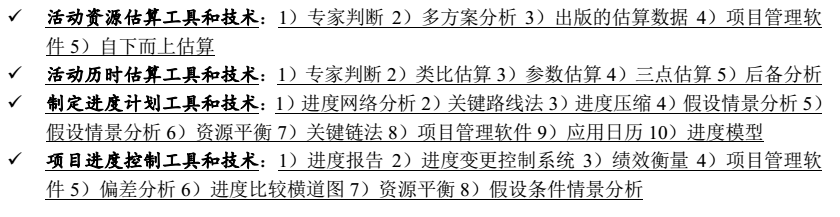 ✓ 活动资源估算工具和技术：1）专家判断 2）多方案分析 3）出版的估算数据 4）项目管理软
件 5）自下而上估算
✓ 活动历时估算工具和技术：1）专家判断 2）类比估算 3）参数估算 4）三点估算 5）后备分析
✓ 制定进度计划工具和技术：1）进度网络分析 2）关键路线法 3）进度压缩 4）假设情景分析 5）
假设情景分析 6）资源平衡 7）关键链法 8）项目管理软件 9）应用日历 10）进度模型
✓ 项目进度控制工具和技术：1）进度报告 2）进度变更控制系统 3）绩效衡量 4）项目管理软
件 5）偏差分析 6）进度比较横道图 7）资源平衡 8）假设条件情景分析